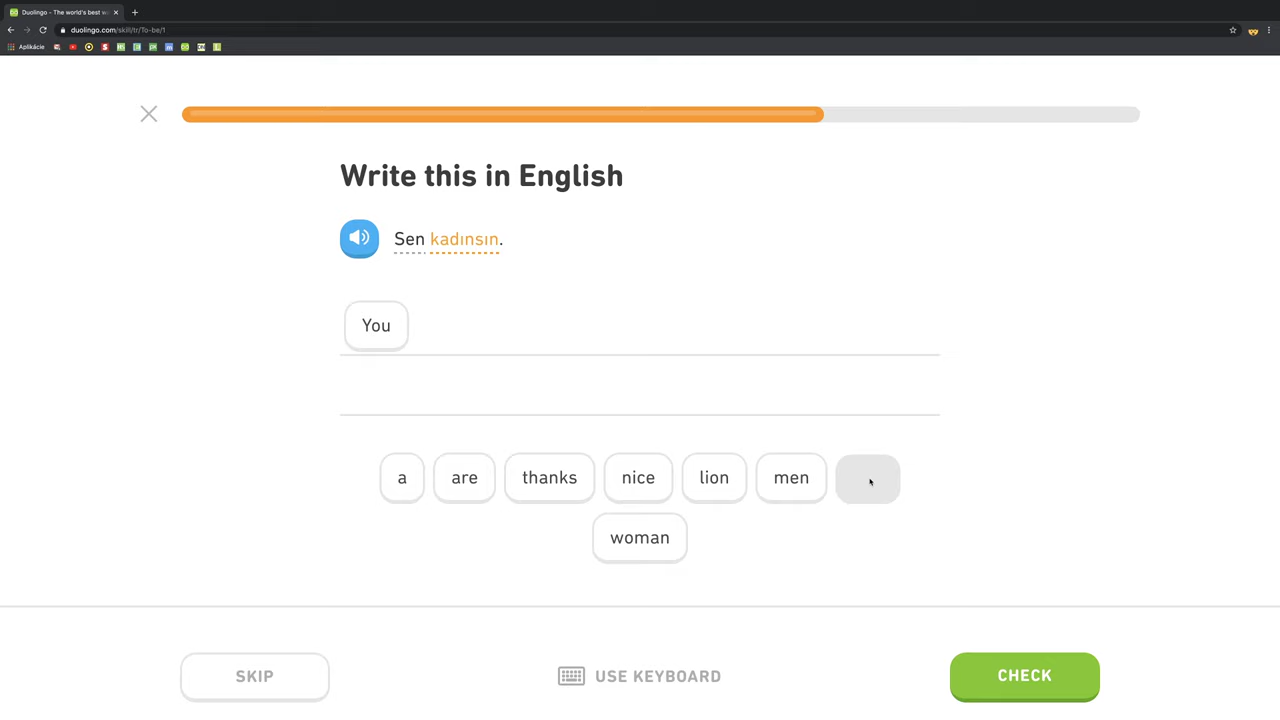 Duolingo - The world's best w
duolingo.com/skill/tr/To-be/1
Aplikácie
Write this in English
Sen kadınsın.
You
a are thanks nice lion men
woman
SKIP USE KEYBOARD CHECK